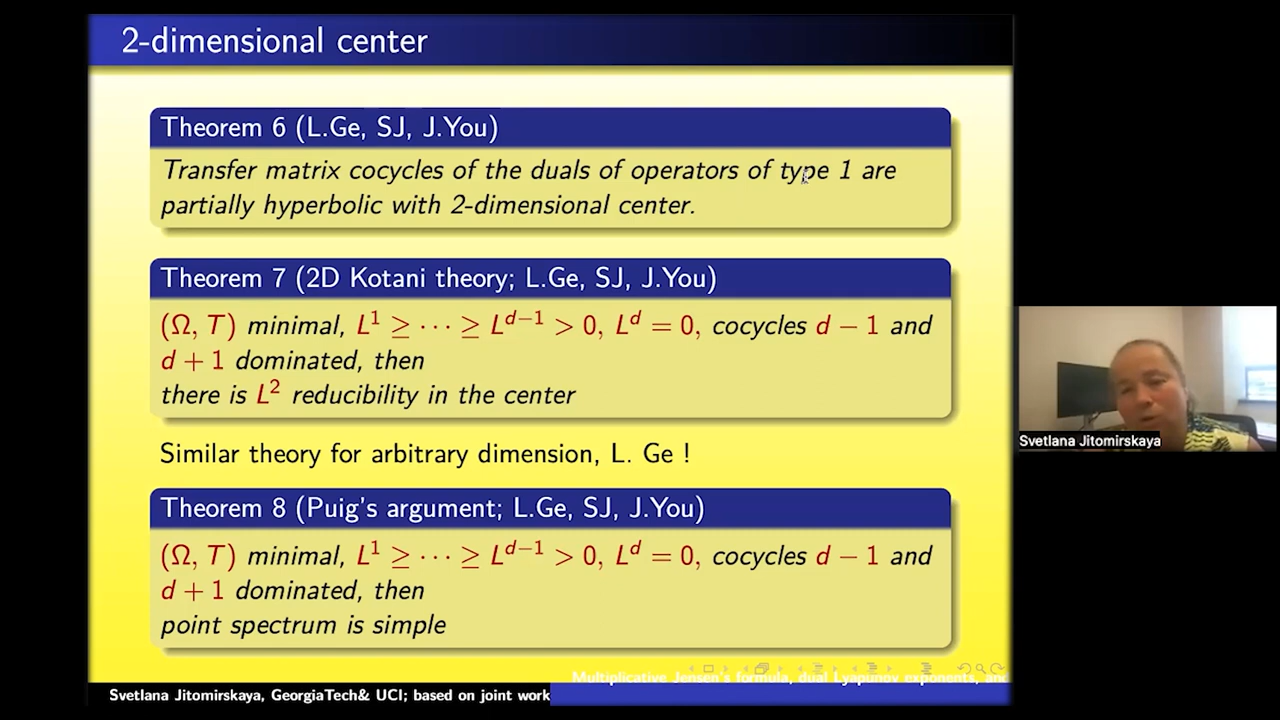 2-dimensional center
Theorem 6 (L.Ge, SJ, J.You)
Transfer matrix cocycles of the duals of operators of type 1 are
partially hyperbolic with 2-dimensional center.
Theorem 7 (2D Kotani theory; L.Ge, SJ, J.You)
(Ω, T) minimal, L¹ ≥ ··· ≥ Lᵈ⁻¹ > 0, Lᵈ = 0, cocycles d − 1 and
d + 1 dominated, then
there is L² reducibility in the center
Similar theory for arbitrary dimension, L. Ge !
Theorem 8 (Puig's argument; L.Ge, SJ, J.You)
(Ω, T) minimal, L¹ ≥ ··· ≥ Lᵈ⁻¹ > 0, Lᵈ = 0, cocycles d − 1 and
d + 1 dominated, then
point spectrum is simple
Svetlana Jitomirskaya, GeorgiaTech& UCI; based on joint work
Multiplicative Jensen's formula, dual Lyapunov exponents, and
Svetlana Jitomirskaya